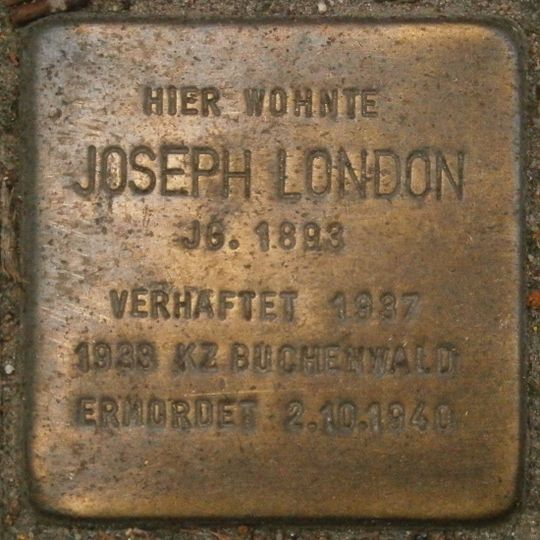 HIER WOHNTE
JOSEPH LONDON
JG. 1893
VERHAFTET 1937
1938 KZ BUCHENWALD
ERMORDET 2.10.1940